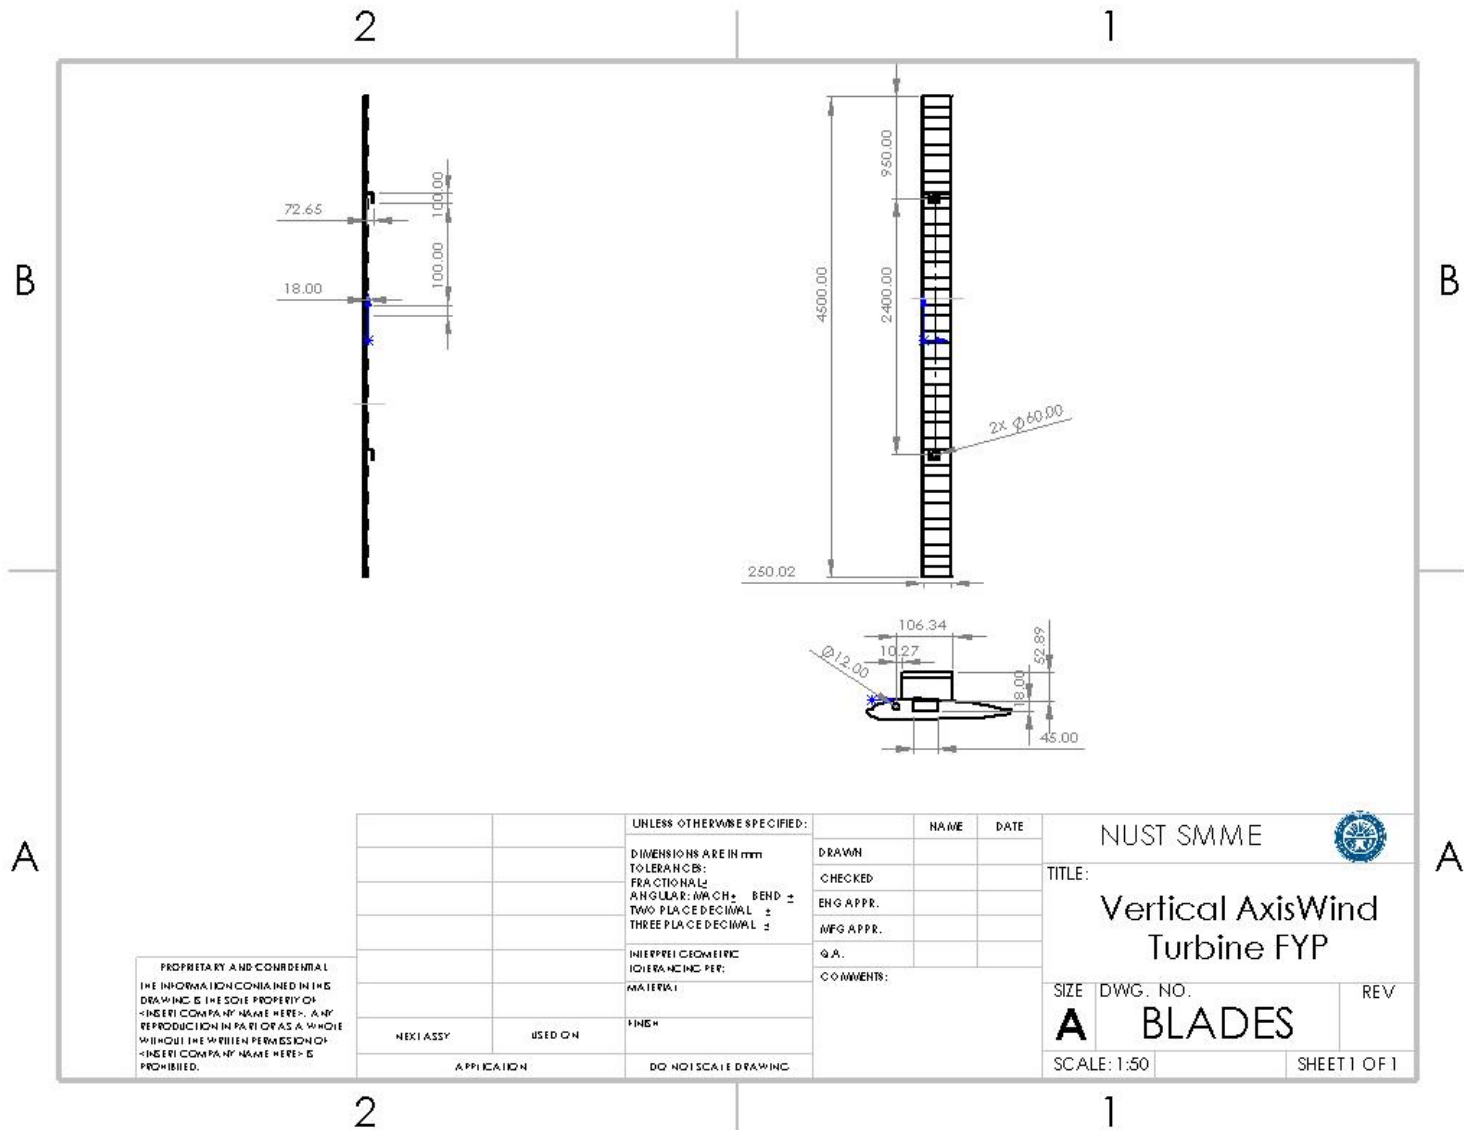 2
1
B
B
A
A
72.65
100.00
100.00
18.00
950.00
4500.00
2400.00
2X Ø60.00
250.02
106.34
10.27
Ø12.00
52.89
18.00
45.00
PROPRIETARY AND CONFIDENTIAL
THE INFORMATION CONTAINED IN THIS
DRAWING IS THE SOLE PROPERTY OF
<INSERT COMPANY NAME HERE>. ANY
REPRODUCTION IN PART OR AS A WHOLE
WITHOUT THE WRITTEN PERMISSION OF
<INSERT COMPANY NAME HERE> IS
PROHIBITED.
NEXT ASSY
USED ON
APPLICATION
UNLESS OTHERWISE SPECIFIED:
DIMENSIONS ARE IN mm
TOLERANCES:
FRACTIONAL±
ANGULAR: MACH± BEND ±
TWO PLACE DECIMAL ±
THREE PLACE DECIMAL ±
INTERPRET GEOMETRIC
TOLERANCING PER:
MATERIAL
FINISH
DO NOT SCALE DRAWING
NAME
DATE
DRAWN
CHECKED
ENG APPR.
MFG APPR.
Q.A.
COMMENTS:
NUST SMME
TITLE:
Vertical AxisWind
Turbine FYP
SIZE
DWG. NO.
REV
A
BLADES
SCALE: 1:50
SHEET 1 OF 1
2
1